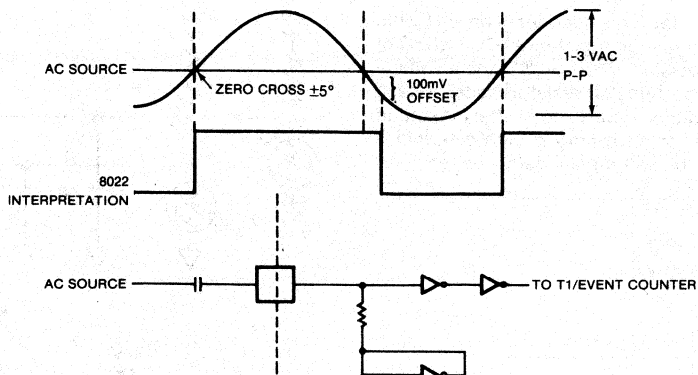 AC SOURCE
ZERO CROSS ±5°
100mV
OFFSET
1-3 VAC
P-P
8022
INTERPRETATION
AC SOURCE
TO T1/EVENT COUNTER